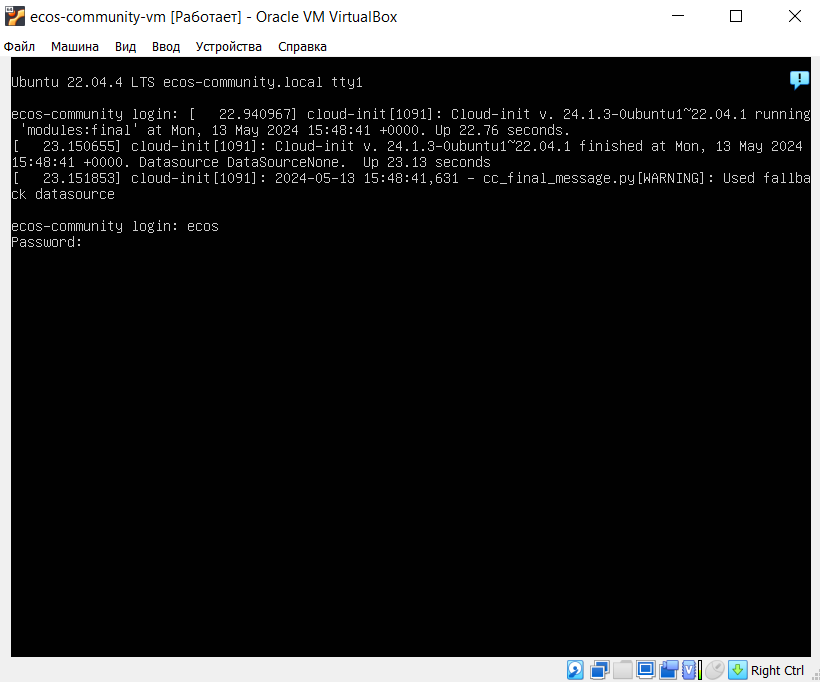 ecos-community-vm [Работает] - Oracle VM VirtualBox
Файл Машина Вид Ввод Устройства Справка
Ubuntu 22.04.4 LTS ecos-community.local tty1
ecos-community login: [   22.940967] cloud-init[1091]: Cloud-init v. 24.1.3-0ubuntu1~22.04.1 running
 'modules:final' at Mon, 13 May 2024 15:48:41 +0000. Up 22.76 seconds.
[   23.150655] cloud-init[1091]: Cloud-init v. 24.1.3-0ubuntu1~22.04.1 finished at Mon, 13 May 2024
15:48:41 +0000. Datasource DataSourceNone.  Up 23.13 seconds
[   23.151853] cloud-init[1091]: 2024-05-13 15:48:41,631 - cc_final_message.py[WARNING]: Used fallba
ck datasource
ecos-community login: ecos
Password:
Right Ctrl